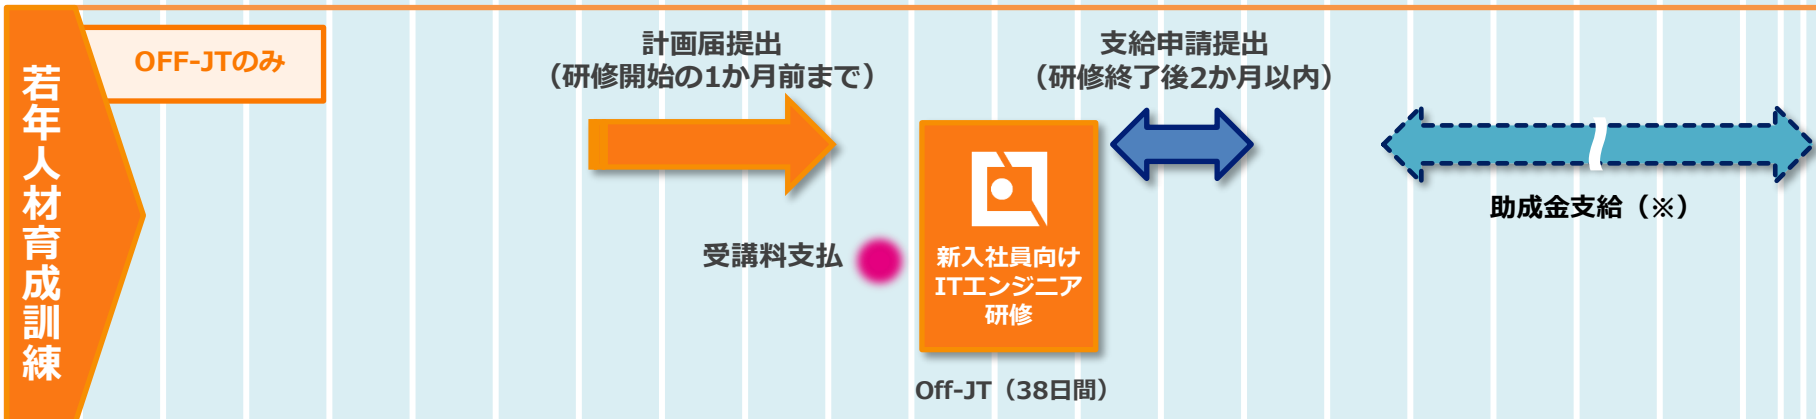 若年人材育成訓練
OFF-JTのみ
計画届提出
（研修開始の1か月前まで）
支給申請提出
（研修終了後2か月以内）
助成金支給（※）
受講料支払
新入社員向け
ITエンジニア
研修
Off-JT（38日間）